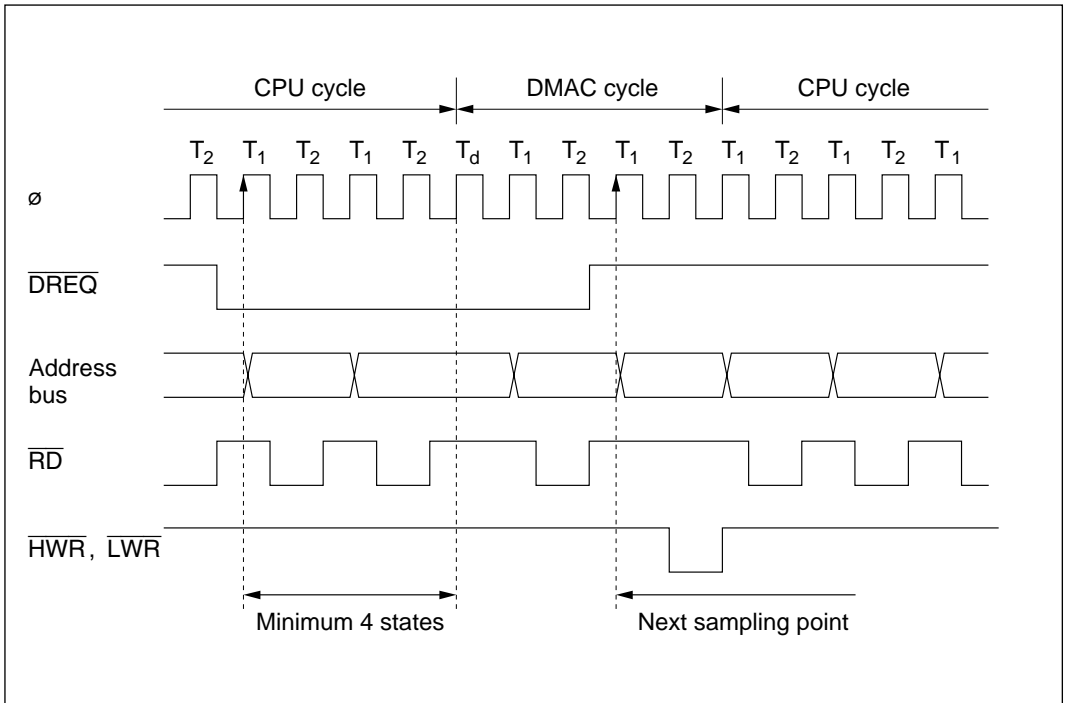 CPU cycle DMAC cycle CPU cycle
T2 T1 T2 T1 T2 Td T1 T2 T1 T2 T1 T2 T1 T2 T1
ø
DREQ
Address
bus
RD
HWR, LWR
Minimum 4 states Next sampling point